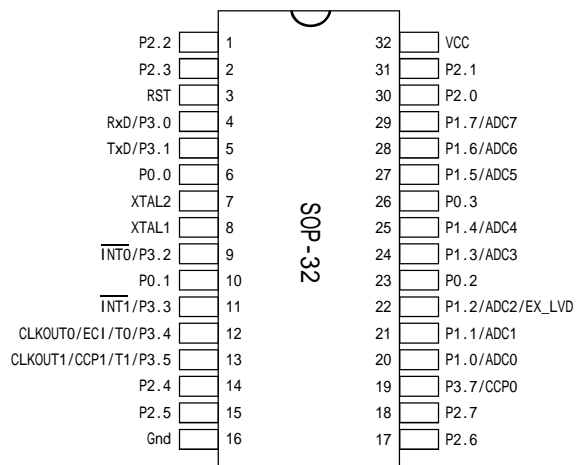 P2.2 1 32 VCC
P2.3 2 31 P2.1
RST 3 30 P2.0
RxD/P3.0 4 29 P1.7/ADC7
TxD/P3.1 5 28 P1.6/ADC6
P0.0 6 27 P1.5/ADC5
XTAL2 7 26 P0.3
XTAL1 8 25 P1.4/ADC4
INT0/P3.2 9 24 P1.3/ADC3
P0.1 10 23 P0.2
INT1/P3.3 11 22 P1.2/ADC2/EX_LVD
CLKOUT0/ECI/T0/P3.4 12 21 P1.1/ADC1
CLKOUT1/CCP1/T1/P3.5 13 20 P1.0/ADC0
P2.4 14 19 P3.7/CCP0
P2.5 15 18 P2.7
Gnd 16 17 P2.6
SOP-32